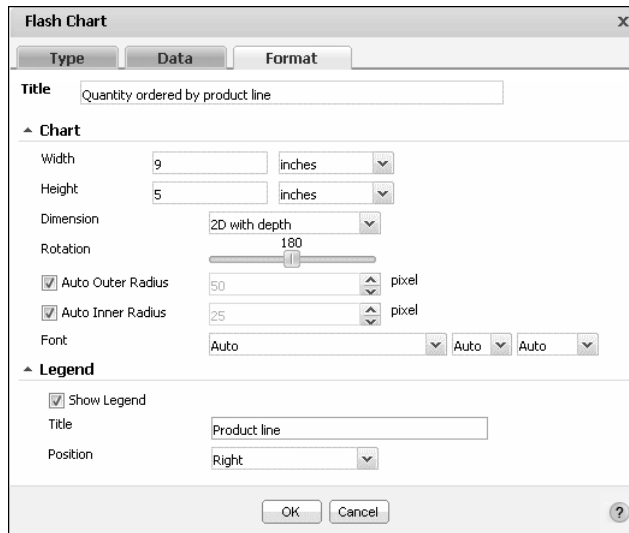 Flash Chart x
Type Data Format
Title Quantity ordered by product line
Chart
Width 9 inches
Height 5 inches
Dimension 2D with depth
Rotation 180
Auto Outer Radius 50 pixel
Auto Inner Radius 25 pixel
Font Auto Auto Auto
Legend
Show Legend
Title Product line
Position Right
OK Cancel ?